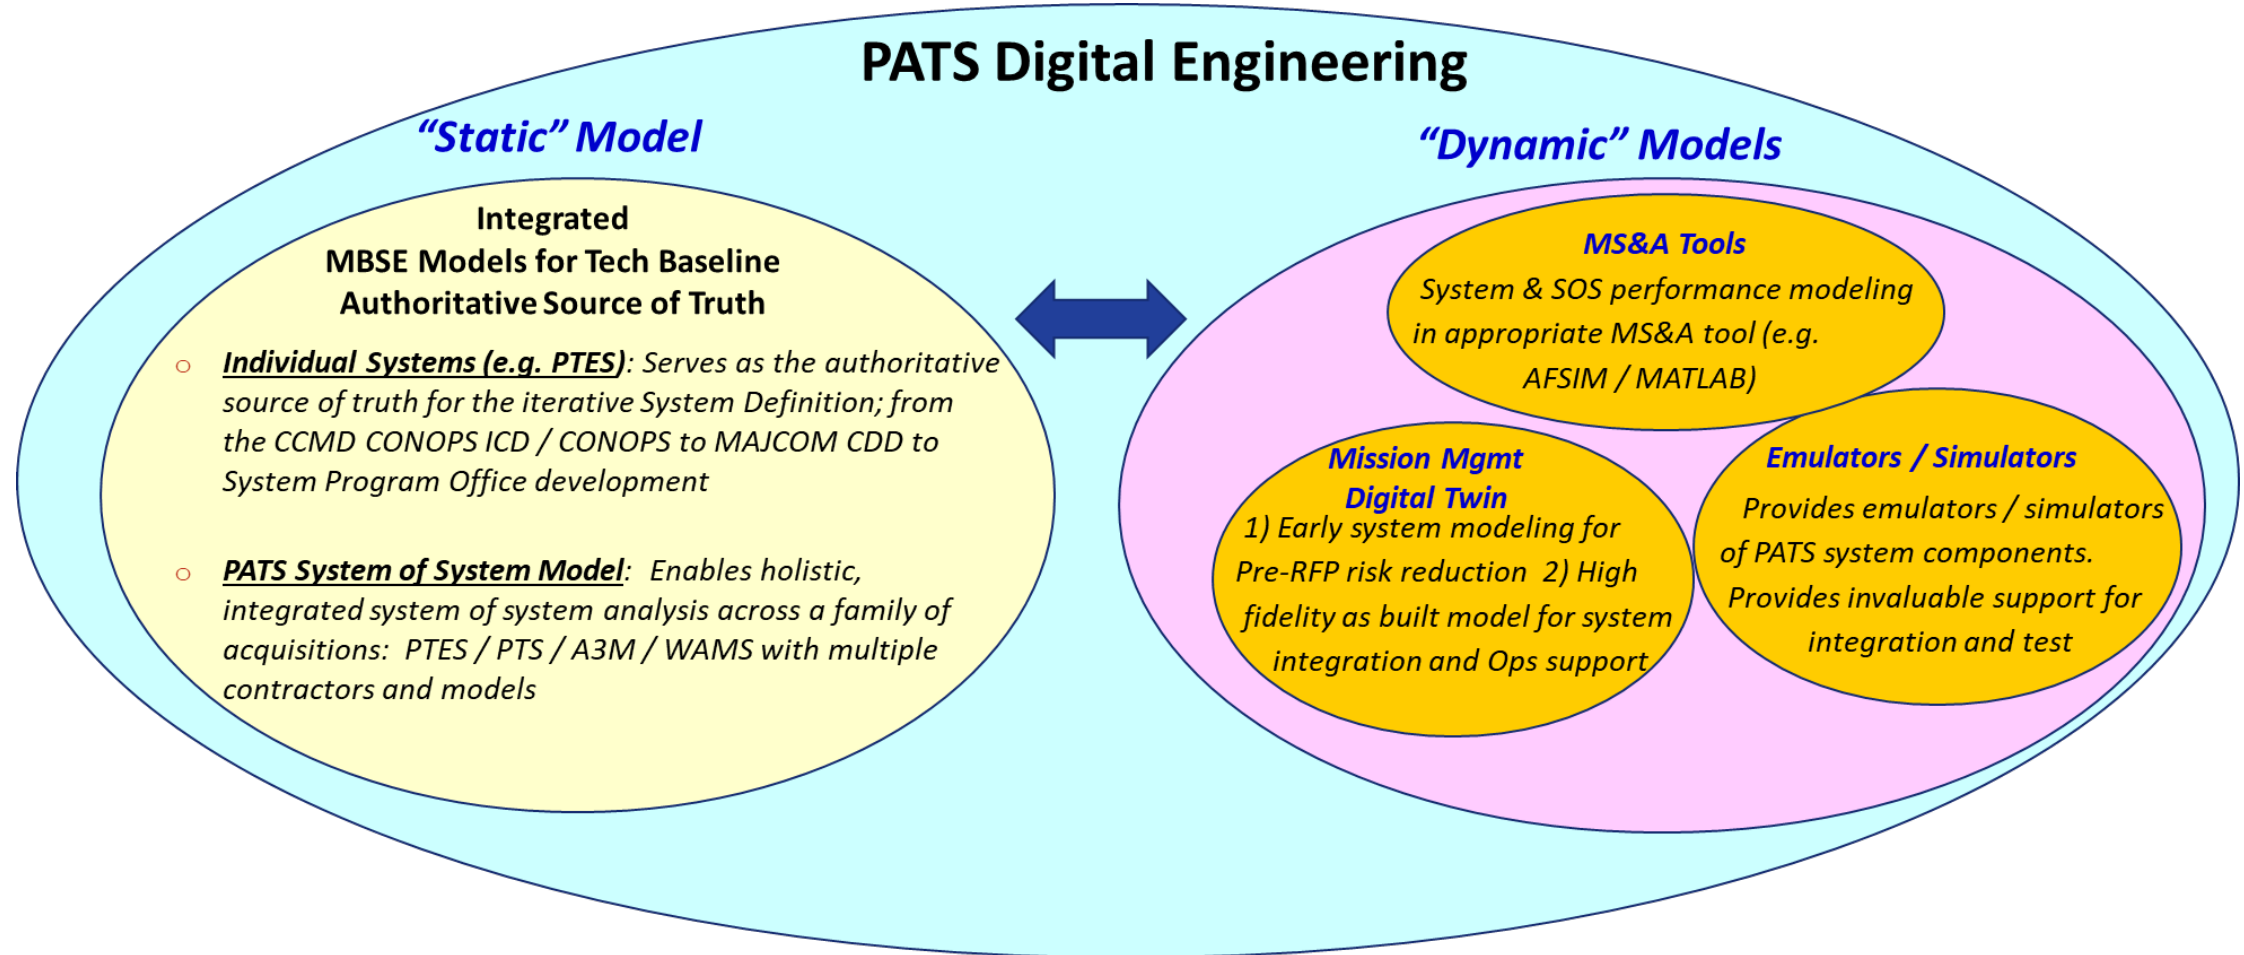 PATS Digital Engineering
“Static” Model
Integrated
MBSE Models for Tech Baseline
Authoritative Source of Truth
o Individual Systems (e.g. PTES): Serves as the authoritative
source of truth for the iterative System Definition; from
the CCMD CONOPS ICD / CONOPS to MAJCOM CDD to
System Program Office development
o PATS System of System Model: Enables holistic,
integrated system of system analysis across a family of
acquisitions: PTES / PTS / A3M / WAMS with multiple
contractors and models
“Dynamic” Models
MS&A Tools
System & SOS performance modeling
in appropriate MS&A tool (e.g.
AFSIM / MATLAB)
Mission Mgmt
Digital Twin
1) Early system modeling for
Pre-RFP risk reduction 2) High
fidelity as built model for system
integration and Ops support
Emulators / Simulators
Provides emulators / simulators
of PATS system components.
Provides invaluable support for
integration and test